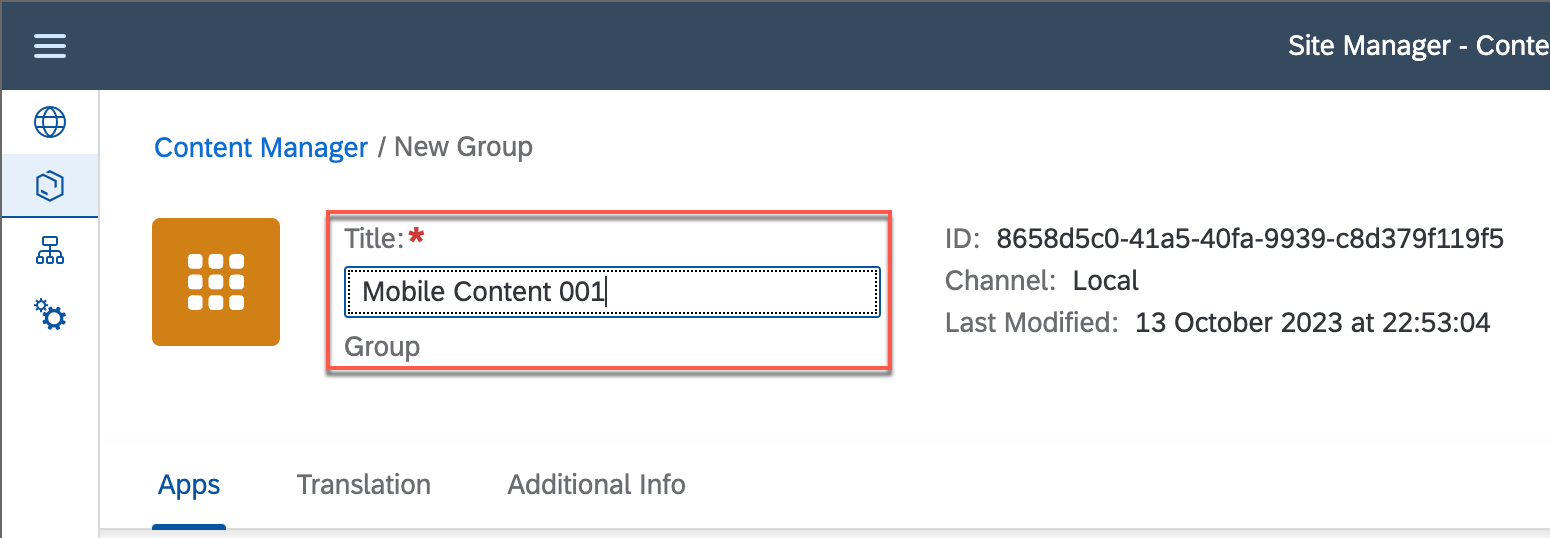 Site Manager - Conte
Content Manager / New Group
Title:*
Mobile Content 001
Group
ID: 8658d5c0-41a5-40fa-9939-c8d379f119f5
Channel: Local
Last Modified: 13 October 2023 at 22:53:04
Apps Translation Additional Info